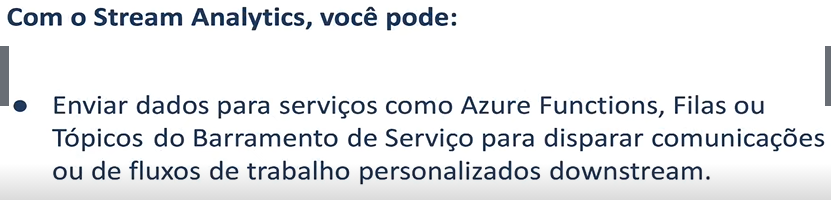 Com o Stream Analytics, você pode:
● Enviar dados para serviços como Azure Functions, Filas ou
Tópicos do Barramento de Serviço para disparar comunicações
ou de fluxos de trabalho personalizados downstream.